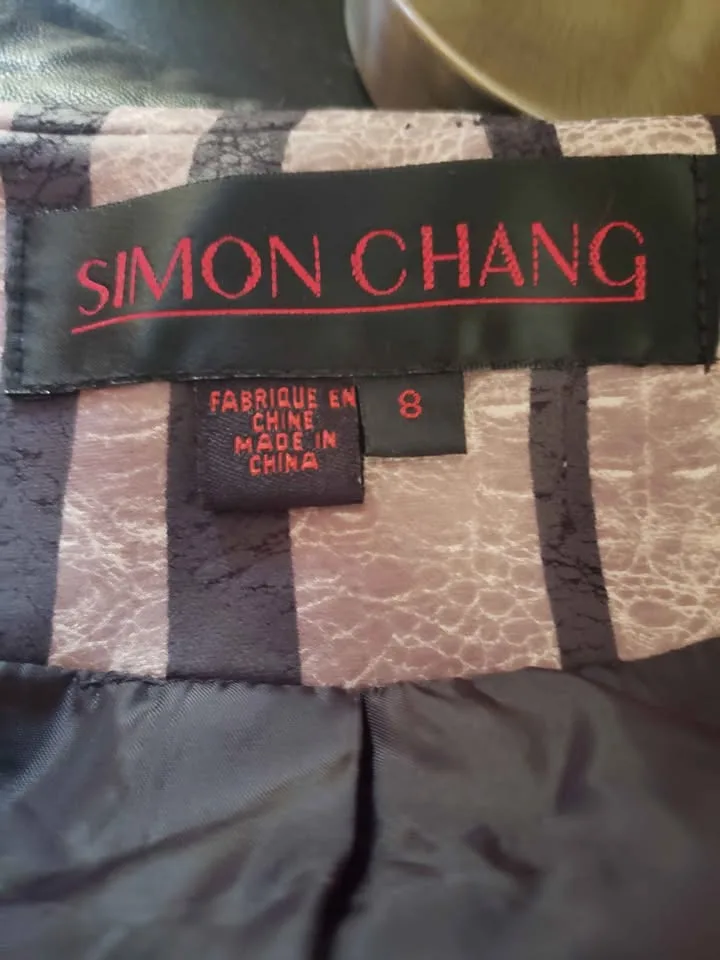 SIMON CHANG
FABRIQUE EN
CHINE
MADE IN
CHINA
8